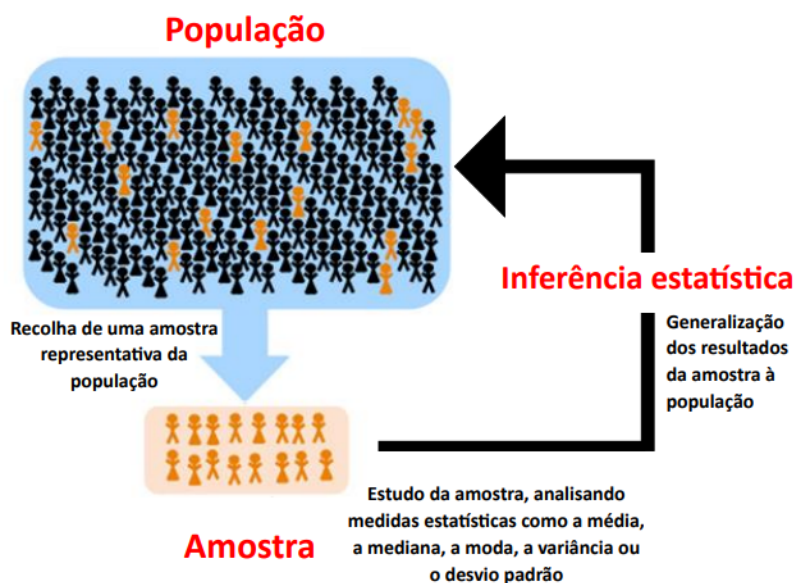 População
Recolha de uma amostra
representativa da
população
Inferência estatística
Generalização
dos resultados
da amostra à
população
Amostra
Estudo da amostra, analisando
medidas estatísticas como a média,
a mediana, a moda, a variância ou
o desvio padrão